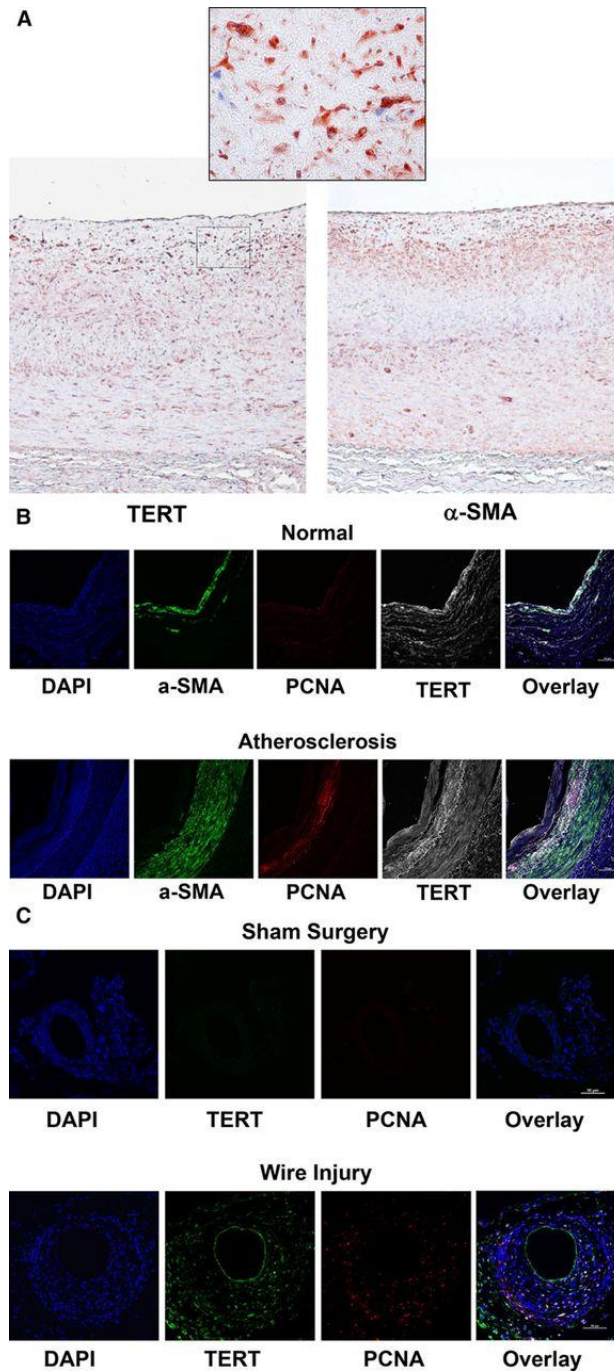 A
TERT
α-SMA
B
Normal
DAPI
a-SMA
PCNA
TERT
Overlay
Atherosclerosis
DAPI
a-SMA
PCNA
TERT
Overlay
C
Sham Surgery
DAPI
TERT
PCNA
Overlay
Wire Injury
DAPI
TERT
PCNA
Overlay